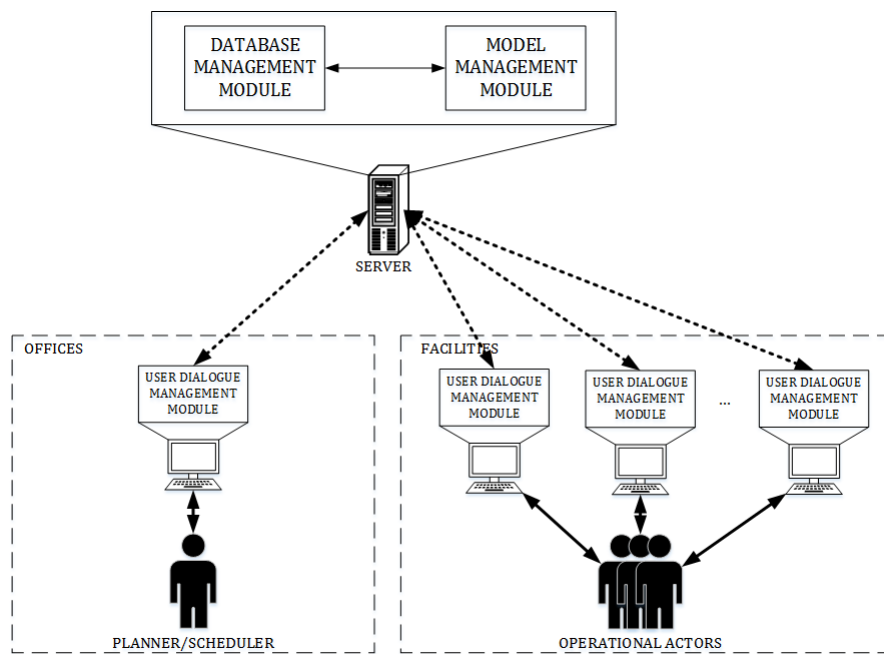 DATABASE
MANAGEMENT
MODULE
MODEL
MANAGEMENT
MODULE
SERVER
OFFICES
USER DIALOGUE
MANAGEMENT
MODULE
PLANNER/SCHEDULER
FACILITIES
USER DIALOGUE
MANAGEMENT
MODULE
USER DIALOGUE
MANAGEMENT
MODULE
...
USER DIALOGUE
MANAGEMENT
MODULE
OPERATIONAL ACTORS